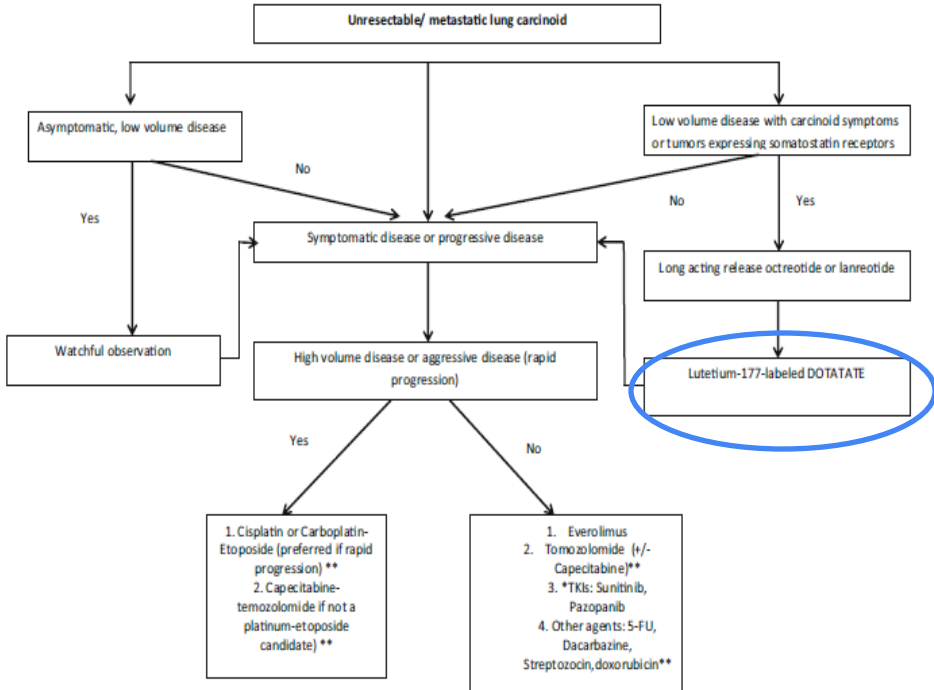 Unresectable/ metastatic lung carcinoid
Asymptomatic, low volume disease
Low volume disease with carcinoid symptoms
or tumors expressing somatostatin receptors
No
No
Yes
Yes
Symptomatic disease or progressive disease
Long acting release octreotide or lanreotide
Watchful observation
High volume disease or aggressive disease (rapid
progression)
Lutetium-177-labeled DOTATATE
Yes
No
1. Cisplatin or Carboplatin-
Etoposide (preferred if rapid
progression) **
2. Capecitabine-
temozolomide if not a
platinum-etoposide
candidate) **
1. Everolimus
2. Tomozolomide (+/-
Capecitabine)**
3. *TKIs: Sunitinib,
Pazopanib
4. Other agents: 5-FU,
Dacarbazine,
Streptozocin,doxorubicin**